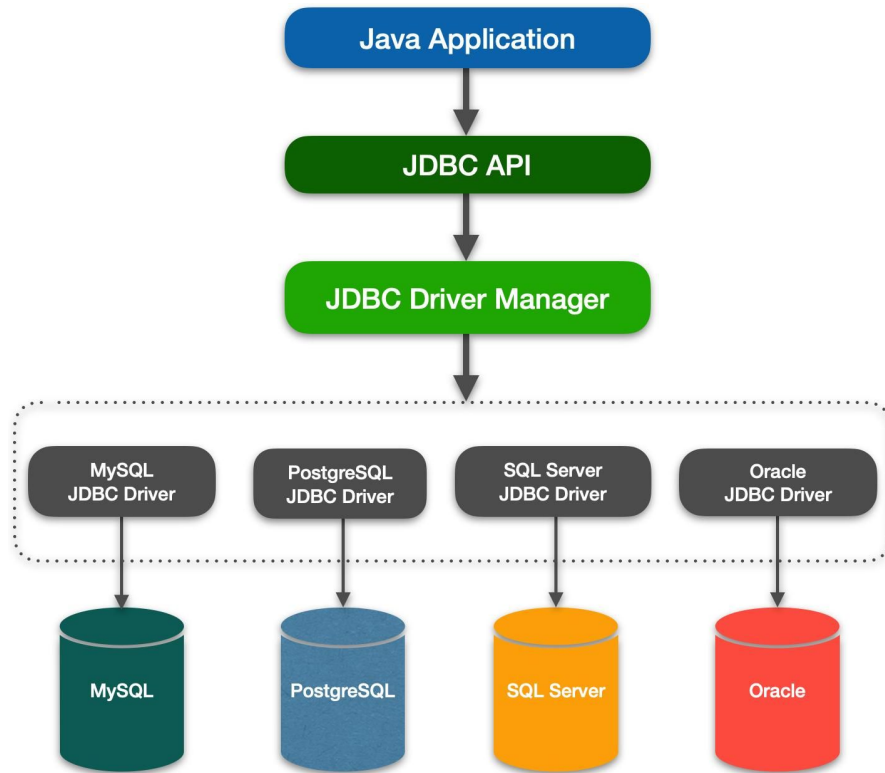 Java Application
JDBC API
JDBC Driver Manager
MySQL
JDBC Driver
PostgreSQL
JDBC Driver
SQL Server
JDBC Driver
Oracle
JDBC Driver
MySQL
PostgreSQL
SQL Server
Oracle